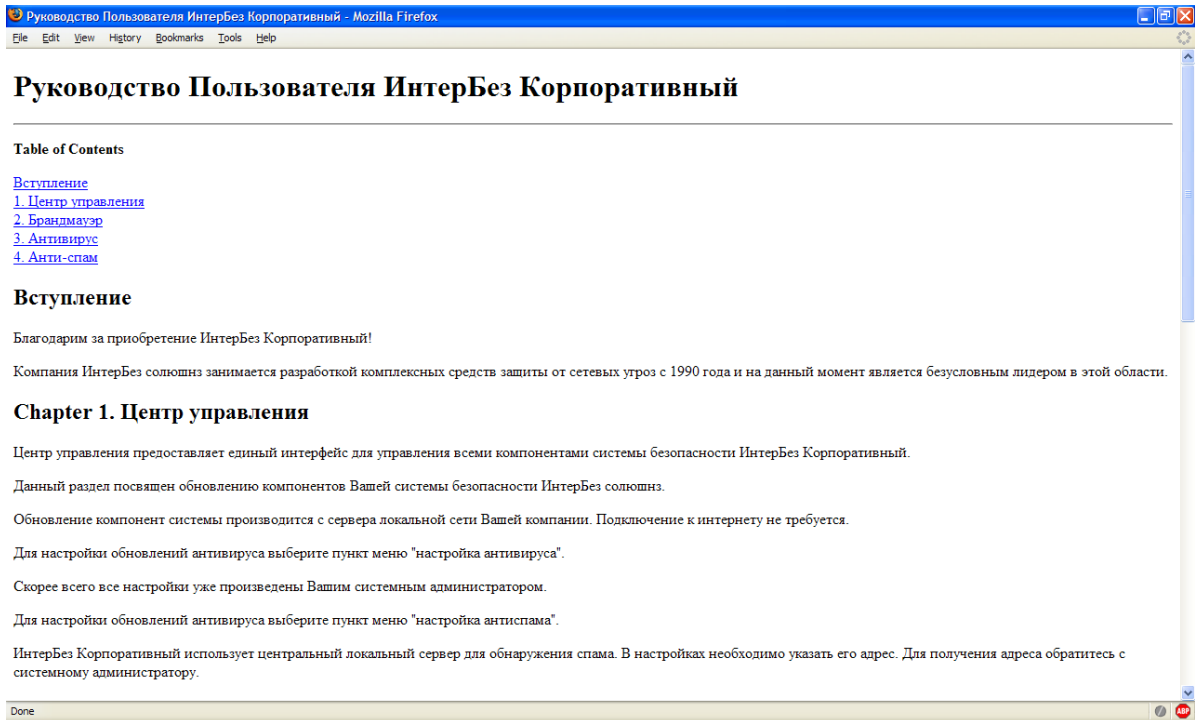 Руководство Пользователя ИнтерБез Корпоративный - Mozilla Firefox
File Edit View History Bookmarks Tools Help
Руководство Пользователя ИнтерБез Корпоративный
Table of Contents
Вступление
1. Центр управления
2. Брандмауэр
3. Антивирус
4. Анти-спам
Вступление
Благодарим за приобретение ИнтерБез Корпоративный!
Компания ИнтерБез солюшнз занимается разработкой комплексных средств защиты от сетевых угроз с 1990 года и на данный момент является безусловным лидером в этой области.
Chapter 1. Центр управления
Центр управления предоставляет единый интерфейс для управления всеми компонентами системы безопасности ИнтерБез Корпоративный.
Данный раздел посвящен обновлению компонентов Вашей системы безопасности ИнтерБез солюшнз.
Обновление компонент системы производится с сервера локальной сети Вашей компании. Подключение к интернету не требуется.
Для настройки обновлений антивируса выберите пункт меню "настройка антивируса".
Скорее всего все настройки уже произведены Вашим системным администратором.
Для настройки обновлений антивируса выберите пункт меню "настройка антиспама".
ИнтерБез Корпоративный использует центральный локальный сервер для обнаружения спама. В настройках необходимо указать его адрес. Для получения адреса обратитесь с
системному администратору.
Done
ABP